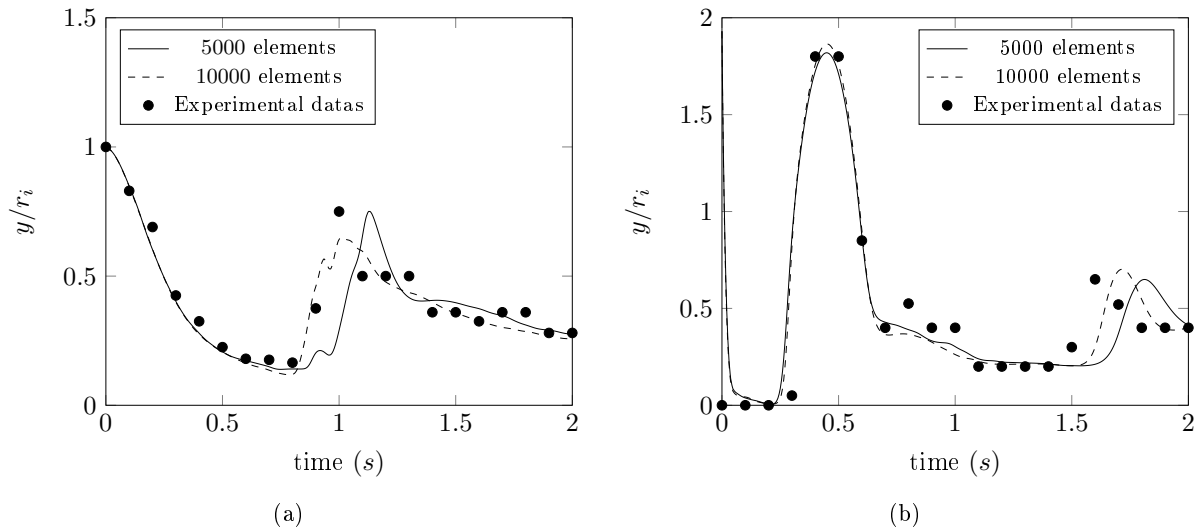 1.5
1
0.5
0
0
0.5
1
1.5
2
y/r_i
time (s)
5000 elements
10000 elements
Experimental datas
(a)
2
1.5
1
0.5
0
0
0.5
1
1.5
2
y/r_i
time (s)
5000 elements
10000 elements
Experimental datas
(b)